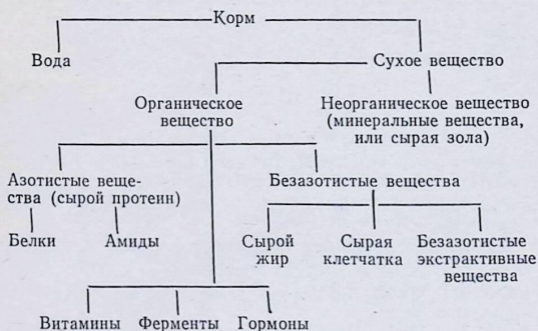 Корм
Вода
Сухое вещество
Органическое
вещество
Неорганическое вещество
(минеральные вещества,
или сырая зола)
Азотистые веще-
ства (сырой протеин)
Безазотистые вещества
Белки
Амиды
Сырой
жир
Сырая
клетчатка
Безазотистые
экстрактивные
вещества
Витамины
Ферменты
Гормоны